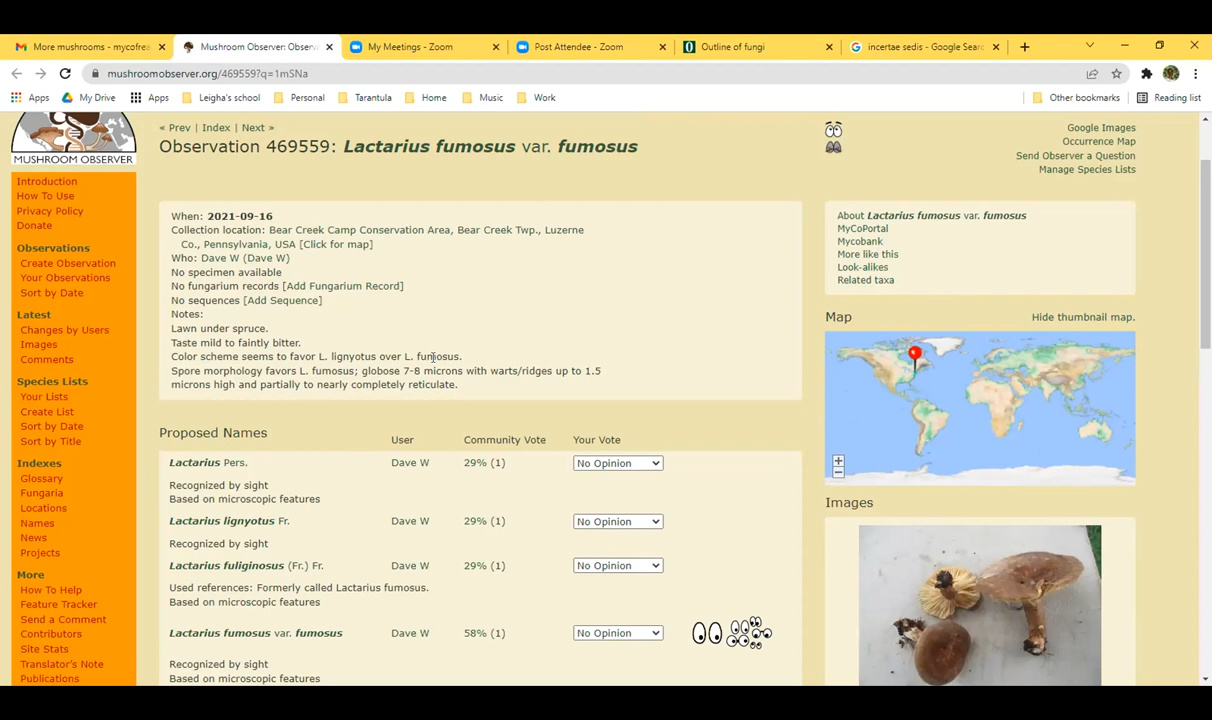 More mushrooms - mycofrea
Mushroom Observer: Observa
My Meetings - Zoom
Post Attendee - Zoom
Outline of fungi
incertae sedis - Google Searc
mushroomobserver.org/469559?q=1mSNa
Apps My Drive Apps Leigha's school Personal Tarantula Home Music Work Other bookmarks Reading list
MUSHROOM OBSERVER
Introduction
How To Use
Privacy Policy
Donate
Observations
Create Observation
Your Observations
Sort by Date
Latest
Changes by Users
Images
Comments
Species Lists
Your Lists
Create List
Sort by Date
Sort by Title
Indexes
Glossary
Fungaria
Locations
Names
News
Projects
More
How To Help
Feature Tracker
Send a Comment
Contributors
Site Stats
Translator's Note
Publications
« Prev | Index | Next »
Observation 469559: Lactarius fumosus var. fumosus
Google Images
Occurrence Map
Send Observer a Question
Manage Species Lists
When: 2021-09-16
Collection location: Bear Creek Camp Conservation Area, Bear Creek Twp., Luzerne
Co., Pennsylvania, USA [Click for map]
Who: Dave W (Dave W)
No specimen available
No fungarium records [Add Fungarium Record]
No sequences [Add Sequence]
Notes:
Lawn under spruce.
Taste mild to faintly bitter.
Color scheme seems to favor L. lignyotus over L. fumosus.
Spore morphology favors L. fumosus; globose 7-8 microns with warts/ridges up to 1.5
microns high and partially to nearly completely reticulate.
Proposed Names User Community Vote Your Vote
Lactarius Pers. Dave W 29% (1) No Opinion
Recognized by sight
Based on microscopic features
Lactarius lignyotus Fr. Dave W 29% (1) No Opinion
Recognized by sight
Lactarius fuliginosus (Fr.) Fr. Dave W 29% (1) No Opinion
Used references: Formerly called Lactarius fumosus.
Based on microscopic features
Lactarius fumosus var. fumosus Dave W 58% (1) No Opinion
Recognized by sight
Based on microscopic features
About Lactarius fumosus var. fumosus
MyCoPortal
Mycobank
More like this
Look-alikes
Related taxa
Map Hide thumbnail map.
Images